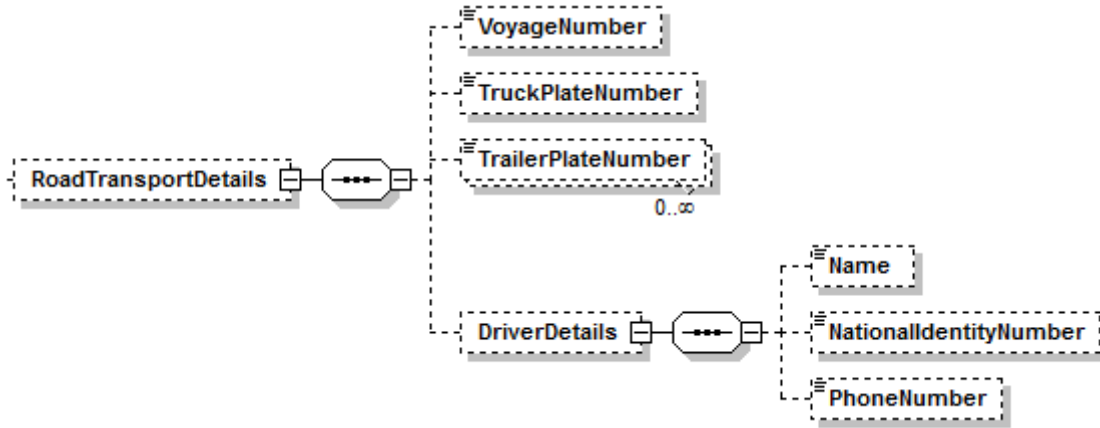 VoyageNumber
TruckPlateNumber
TrailerPlateNumber
0..∞
RoadTransportDetails
DriverDetails
Name
NationalIdentityNumber
PhoneNumber